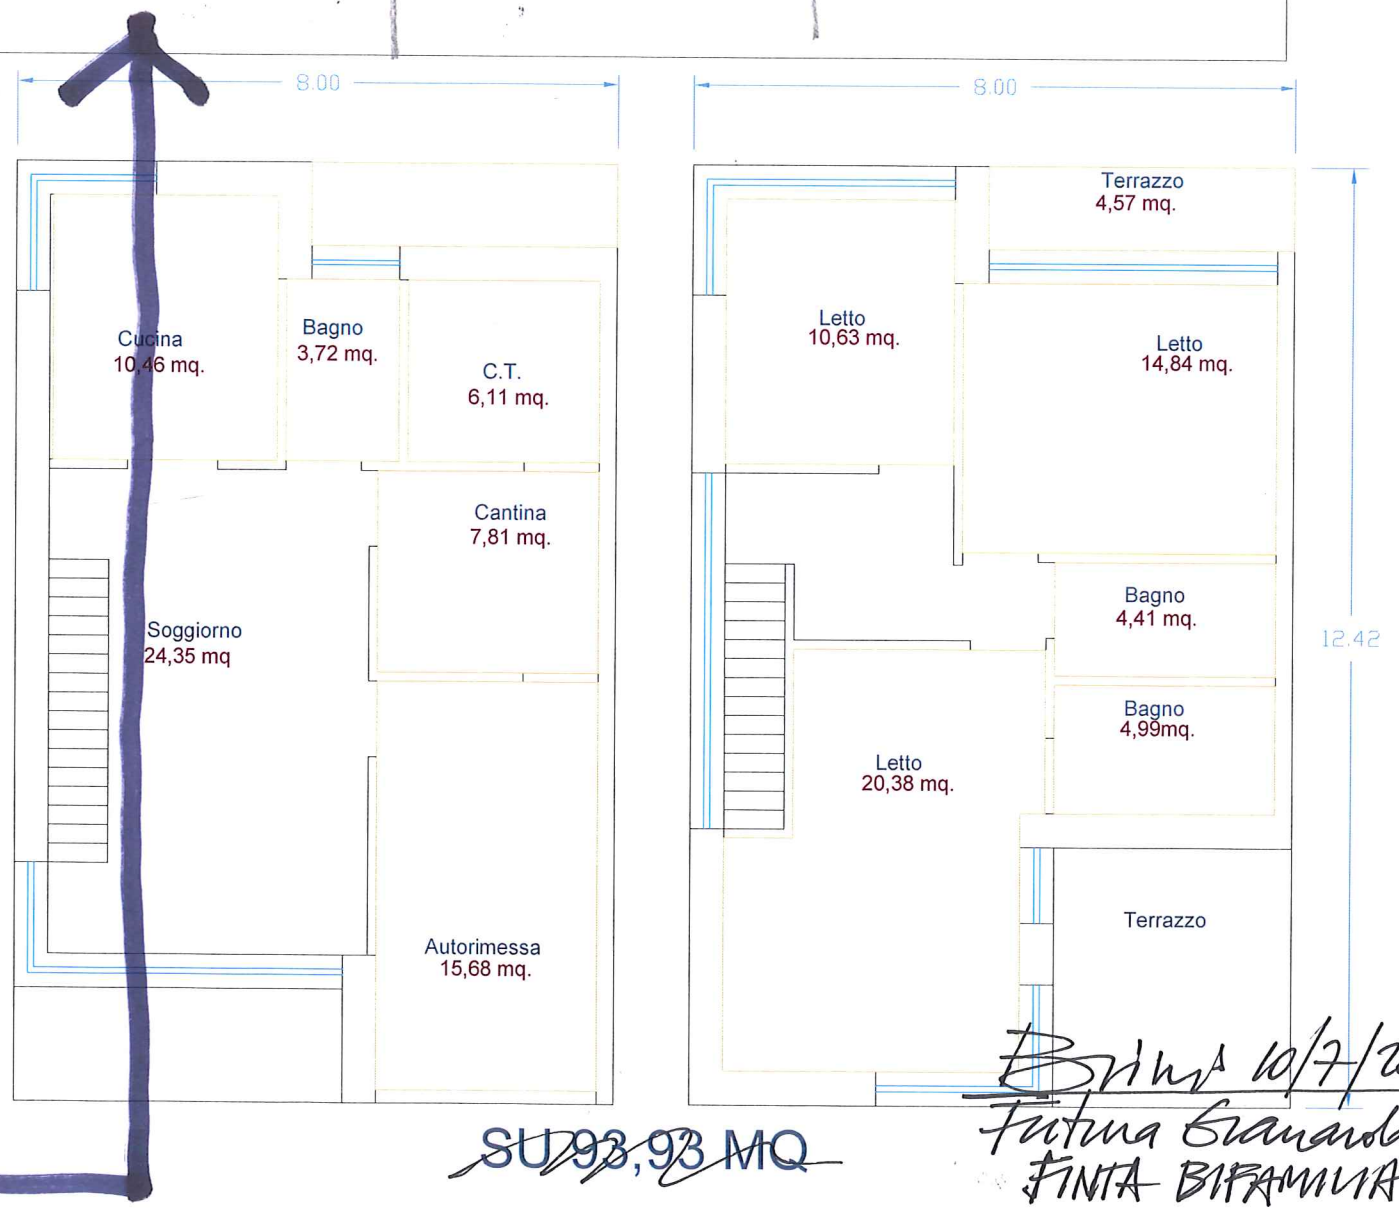 8.00
8.00
Terrazzo
4,57 mq.
Cucina
10,46 mq.
Bagno
3,72 mq.
C.T.
6,11 mq.
Letto
10,63 mq.
Letto
14,84 mq.
Cantina
7,81 mq.
Soggiorno
24,35 mq
Bagno
4,41 mq.
12.42
Bagno
4,99mq.
Letto
20,38 mq.
Autorimessa
15,68 mq.
Terrazzo
SU 93,93 MQ
10/7/2
Futura
FINTA BIFAMILIA